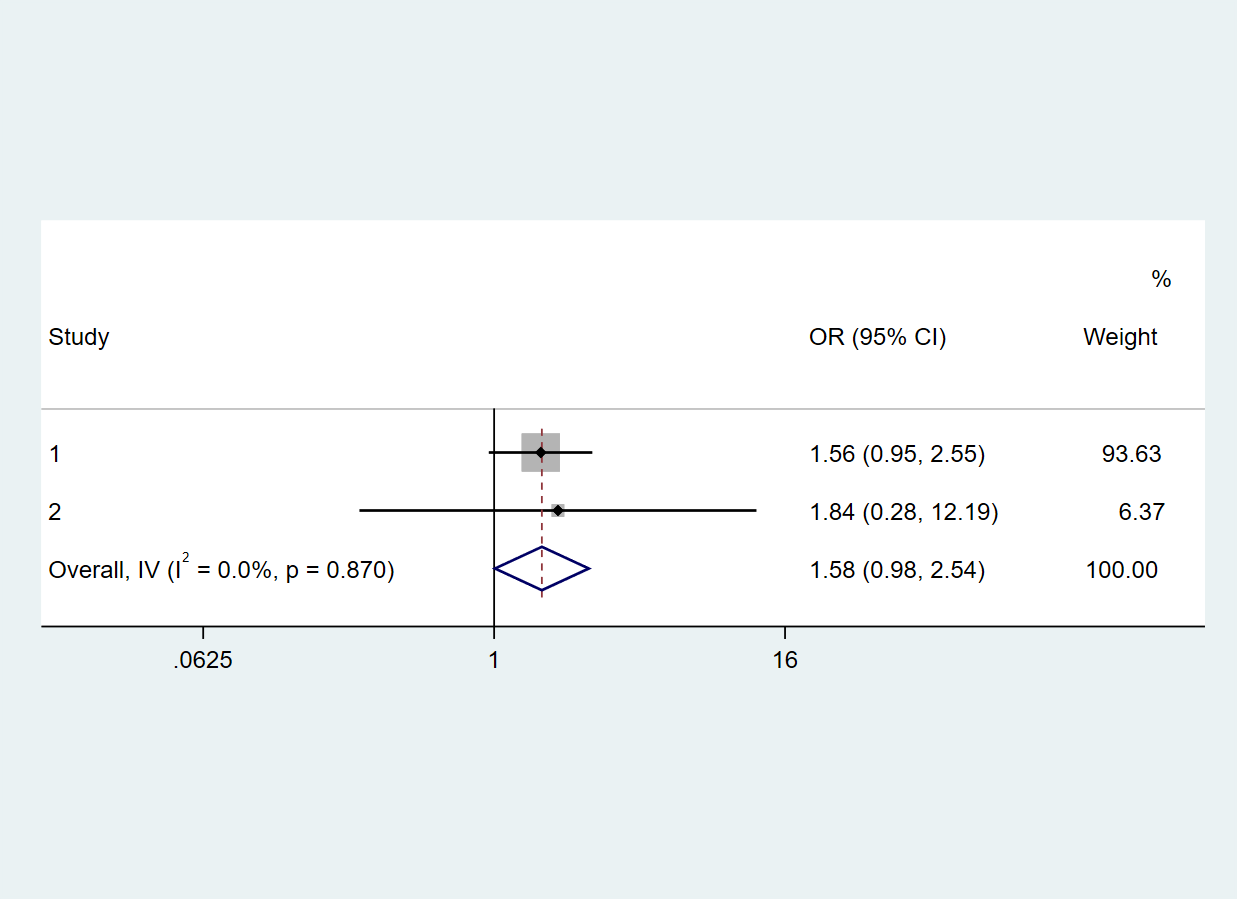 %
Study OR (95% CI) Weight
1 1.56 (0.95, 2.55) 93.63
2 1.84 (0.28, 12.19) 6.37
Overall, IV (I² = 0.0%, p = 0.870) 1.58 (0.98, 2.54) 100.00
.0625 1 16